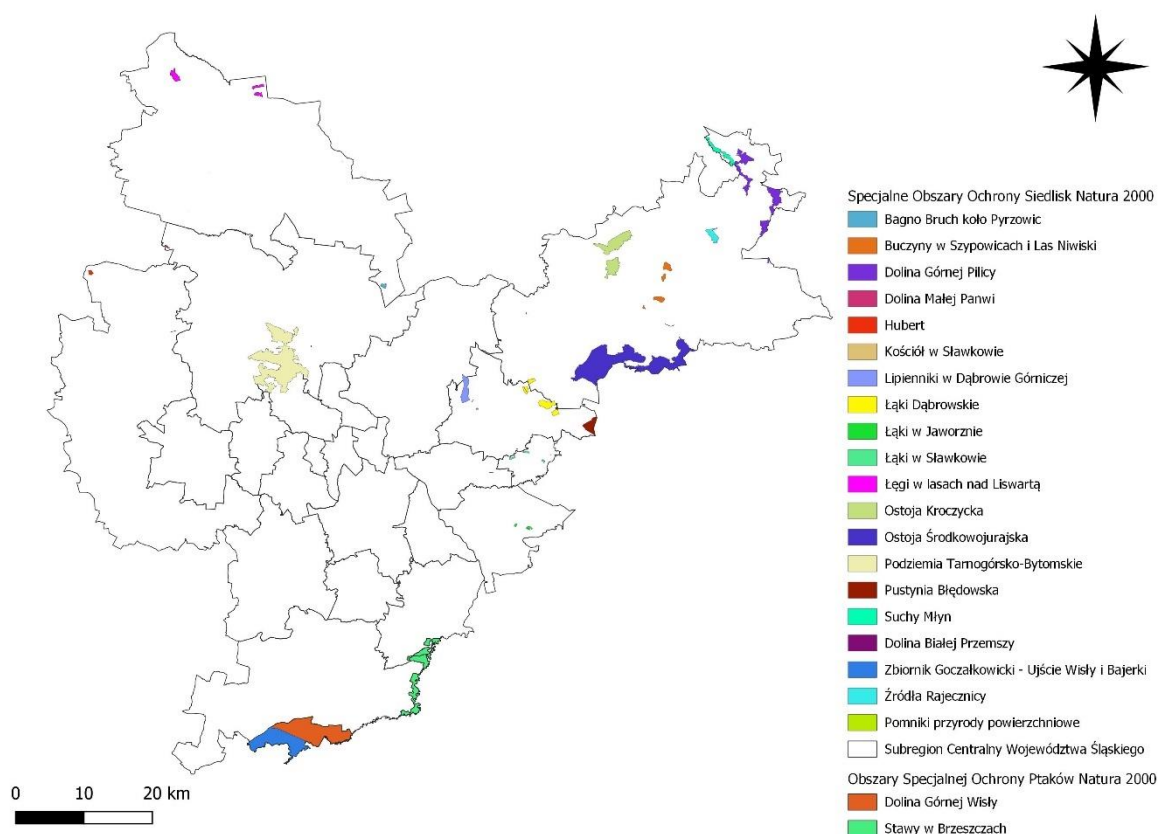 Specjalne Obszary Ochrony Siedlisk Natura 2000
Bagno Bruch koło Pyrzowic
Buczyny w Szypowicach i Las Niwiski
Dolina Górnej Pilicy
Dolina Małej Panwi
Hubert
Kościół w Sławkowie
Lipienniki w Dąbrowie Górniczej
Łąki Dąbrowskie
Łąki w Jaworznie
Łąki w Sławkowie
Łęgi w lasach nad Liswartą
Ostoja Kroczycka
Ostoja Środkowojurajska
Podziemia Tarnogórsko-Bytomskie
Pustynia Błędowska
Suchy Młyn
Dolina Białej Przemszy
Zbiornik Goczałkowicki - Ujście Wisły i Bajerki
Źródła Rajecznicy
Pomniki przyrody powierzchniowe
Subregion Centralny Województwa Śląskiego
Obszary Specjalnej Ochrony Ptaków Natura 2000
Dolina Górnej Wisły
Stawy w Brzeszczach
0 10 20 km